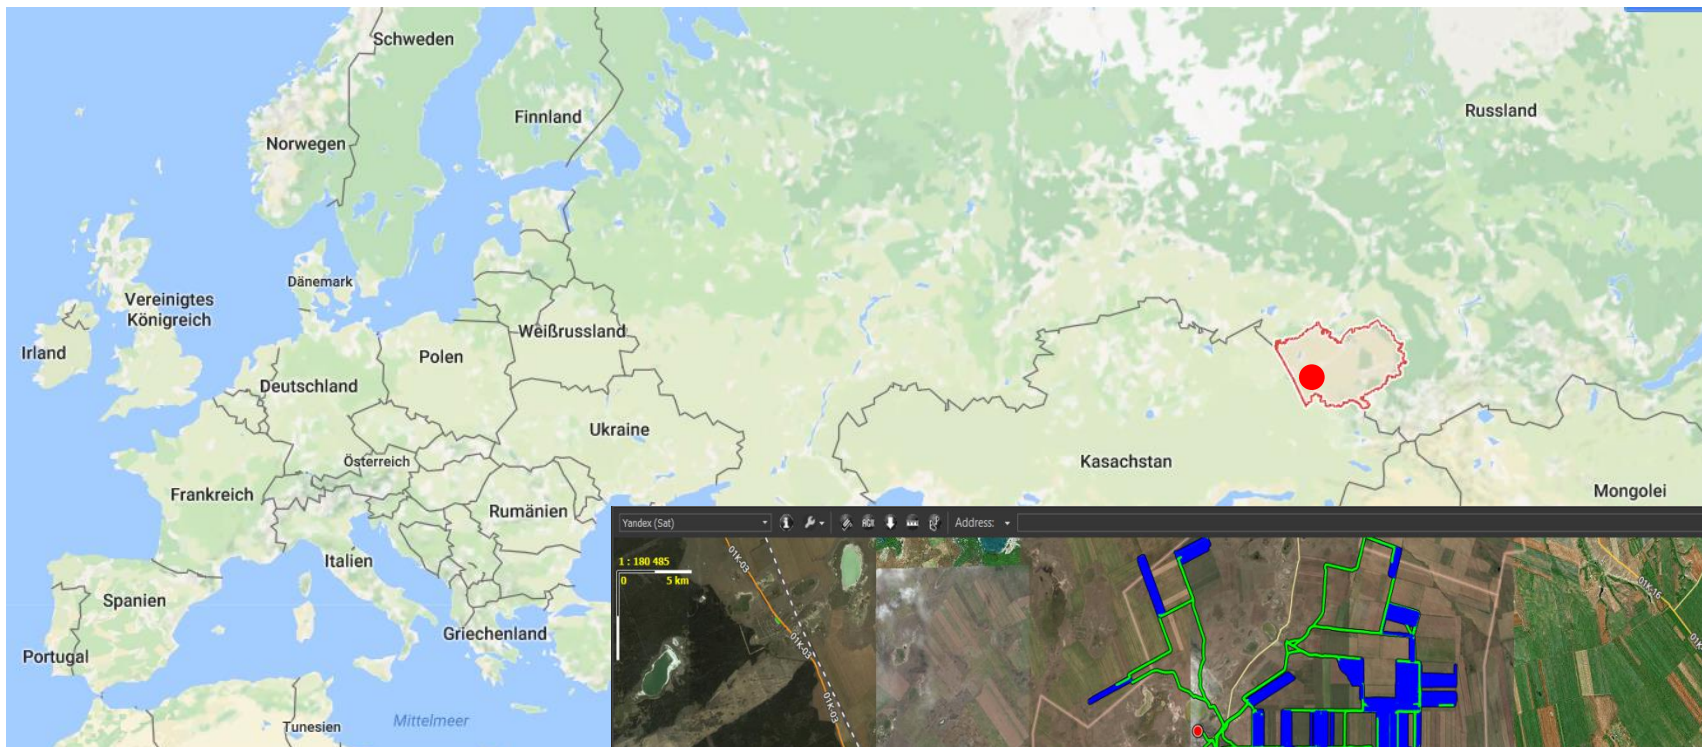 Schweden
Finnland
Norwegen
Russland
Dänemark
Vereinigtes
Königreich
Weißrussland
Irland
Polen
Deutschland
Ukraine
Österreich
Kasachstan
Frankreich
Mongolei
Rumänien
Italien
Spanien
Griechenland
Portugal
Tunesien
Mittelmeer
Yandex (Sat)
Address:
1 : 180 485
0 5 km
01K-03
01K-03
01K-03
01K-16